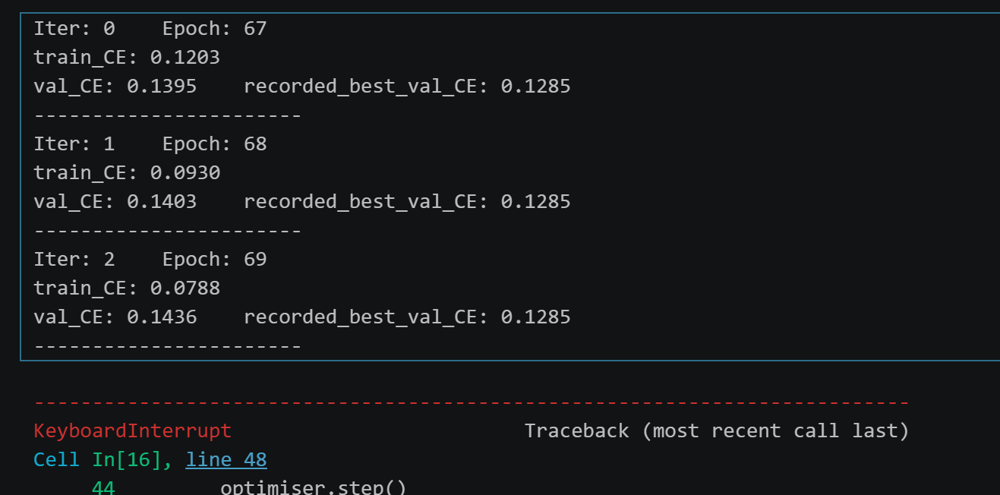 Iter: 0    Epoch: 67
train_CE: 0.1203
val_CE: 0.1395    recorded_best_val_CE: 0.1285
-----------------------
Iter: 1    Epoch: 68
train_CE: 0.0930
val_CE: 0.1403    recorded_best_val_CE: 0.1285
-----------------------
Iter: 2    Epoch: 69
train_CE: 0.0788
val_CE: 0.1436    recorded_best_val_CE: 0.1285
-----------------------
---------------------------------------------------------------------------
KeyboardInterrupt                         Traceback (most recent call last)
Cell In[16], line 48
     44         optimiser.step()